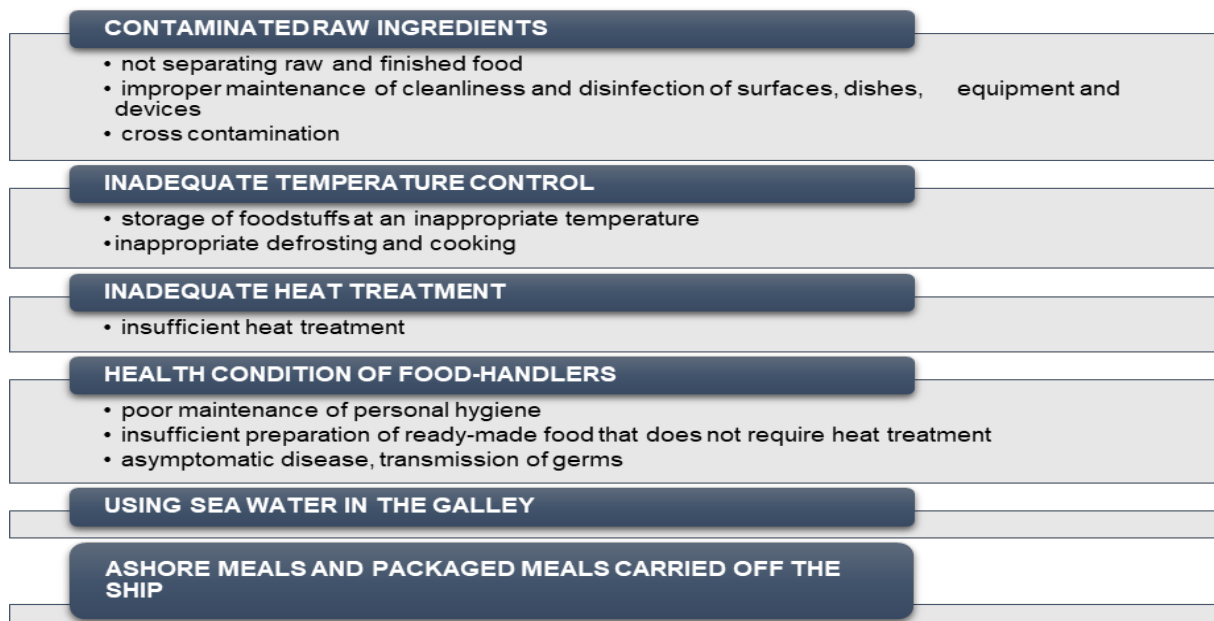 CONTAMINATED RAW INGREDIENTS
• not separating raw and finished food
• improper maintenance of cleanliness and disinfection of surfaces, dishes, equipment and
devices
• cross contamination
INADEQUATE TEMPERATURE CONTROL
• storage of foodstuffs at an inappropriate temperature
• inappropriate defrosting and cooking
INADEQUATE HEAT TREATMENT
• insufficient heat treatment
HEALTH CONDITION OF FOOD-HANDLERS
• poor maintenance of personal hygiene
• insufficient preparation of ready-made food that does not require heat treatment
• asymptomatic disease, transmission of germs
USING SEA WATER IN THE GALLEY
ASHORE MEALS AND PACKAGED MEALS CARRIED OFF THE
SHIP